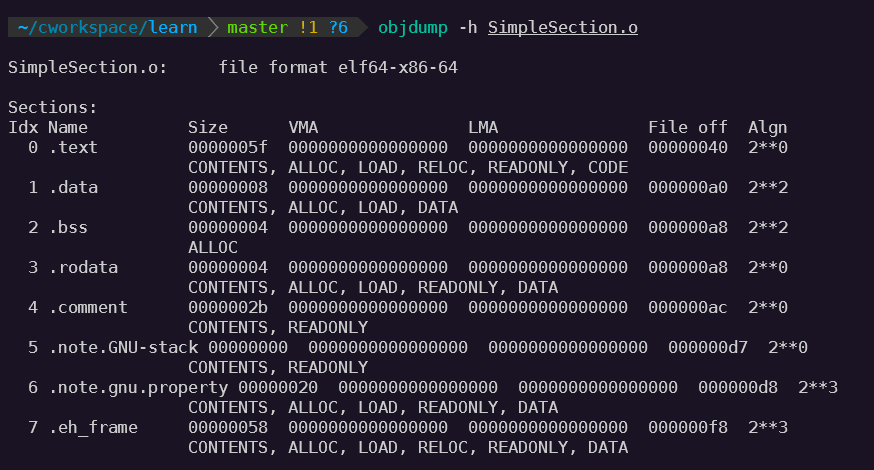 ~/cworkspace/learn master !1 ?6 objdump -h SimpleSection.o
SimpleSection.o:     file format elf64-x86-64
Sections:
Idx Name          Size      VMA               LMA               File off  Algn
  0 .text         0000005f  0000000000000000  0000000000000000  00000040  2**0
                  CONTENTS, ALLOC, LOAD, RELOC, READONLY, CODE
  1 .data         00000008  0000000000000000  0000000000000000  000000a0  2**2
                  CONTENTS, ALLOC, LOAD, DATA
  2 .bss          00000004  0000000000000000  0000000000000000  000000a8  2**2
                  ALLOC
  3 .rodata       00000004  0000000000000000  0000000000000000  000000a8  2**0
                  CONTENTS, ALLOC, LOAD, READONLY, DATA
  4 .comment      0000002b  0000000000000000  0000000000000000  000000ac  2**0
                  CONTENTS, READONLY
  5 .note.GNU-stack 00000000  0000000000000000  0000000000000000  000000d7  2**0
                  CONTENTS, READONLY
  6 .note.gnu.property 00000020  0000000000000000  0000000000000000  000000d8  2**3
                  CONTENTS, ALLOC, LOAD, READONLY, DATA
  7 .eh_frame     00000058  0000000000000000  0000000000000000  000000f8  2**3
                  CONTENTS, ALLOC, LOAD, RELOC, READONLY, DATA